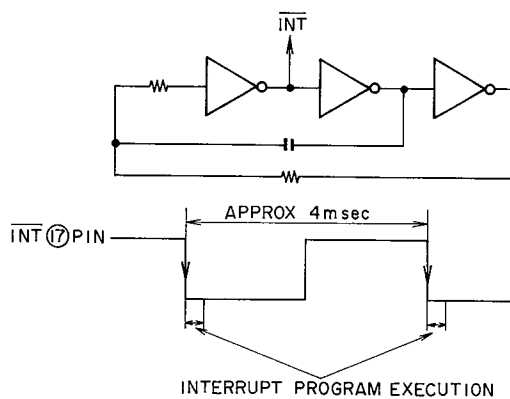 INT
APPROX 4msec
INT ⑰ PIN
INTERRUPT PROGRAM EXECUTION